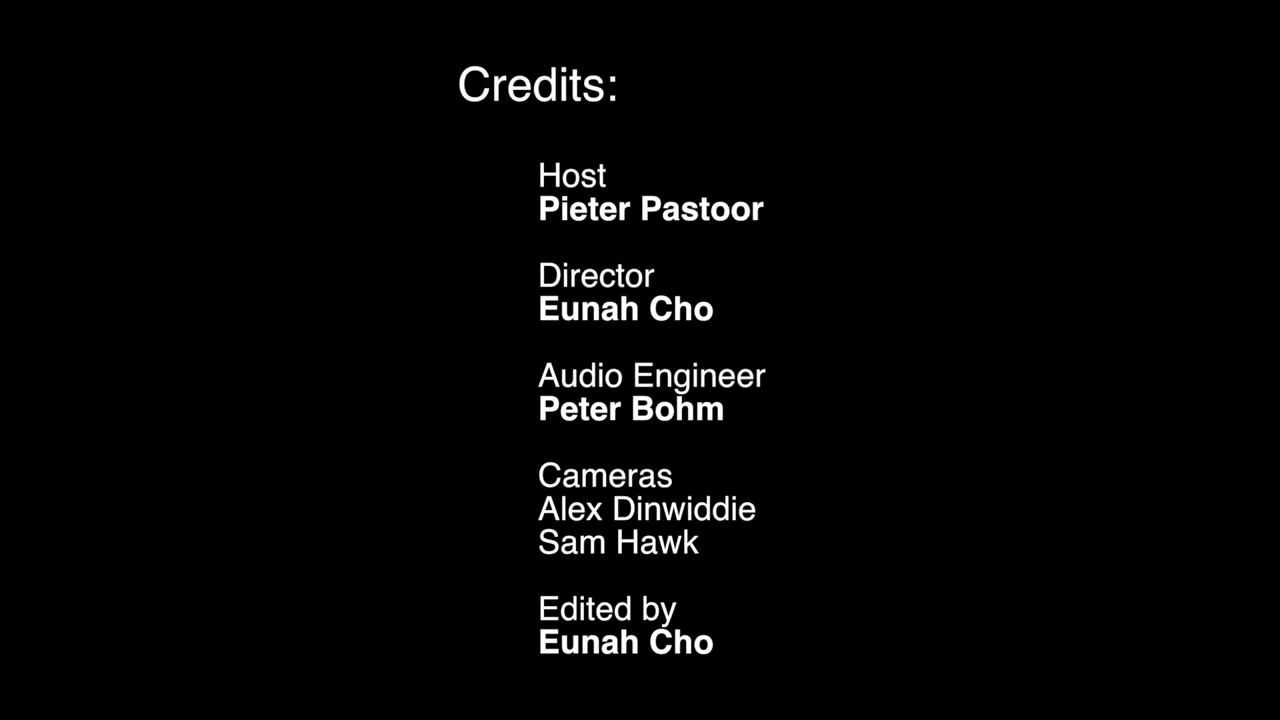 Credits:
Host
Pieter Pastoor
Director
Eunah Cho
Audio Engineer
Peter Bohm
Cameras
Alex Dinwiddie
Sam Hawk
Edited by
Eunah Cho